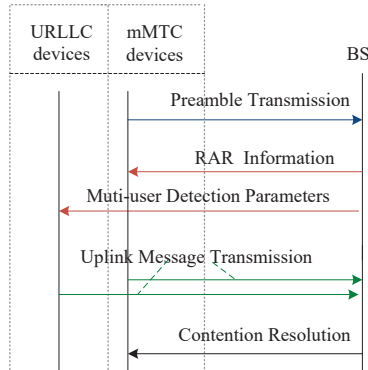 URLLC devices
mMTC devices
BS
Preamble Transmission
RAR Information
Muti-user Detection Parameters
Uplink Message Transmission
Contention Resolution